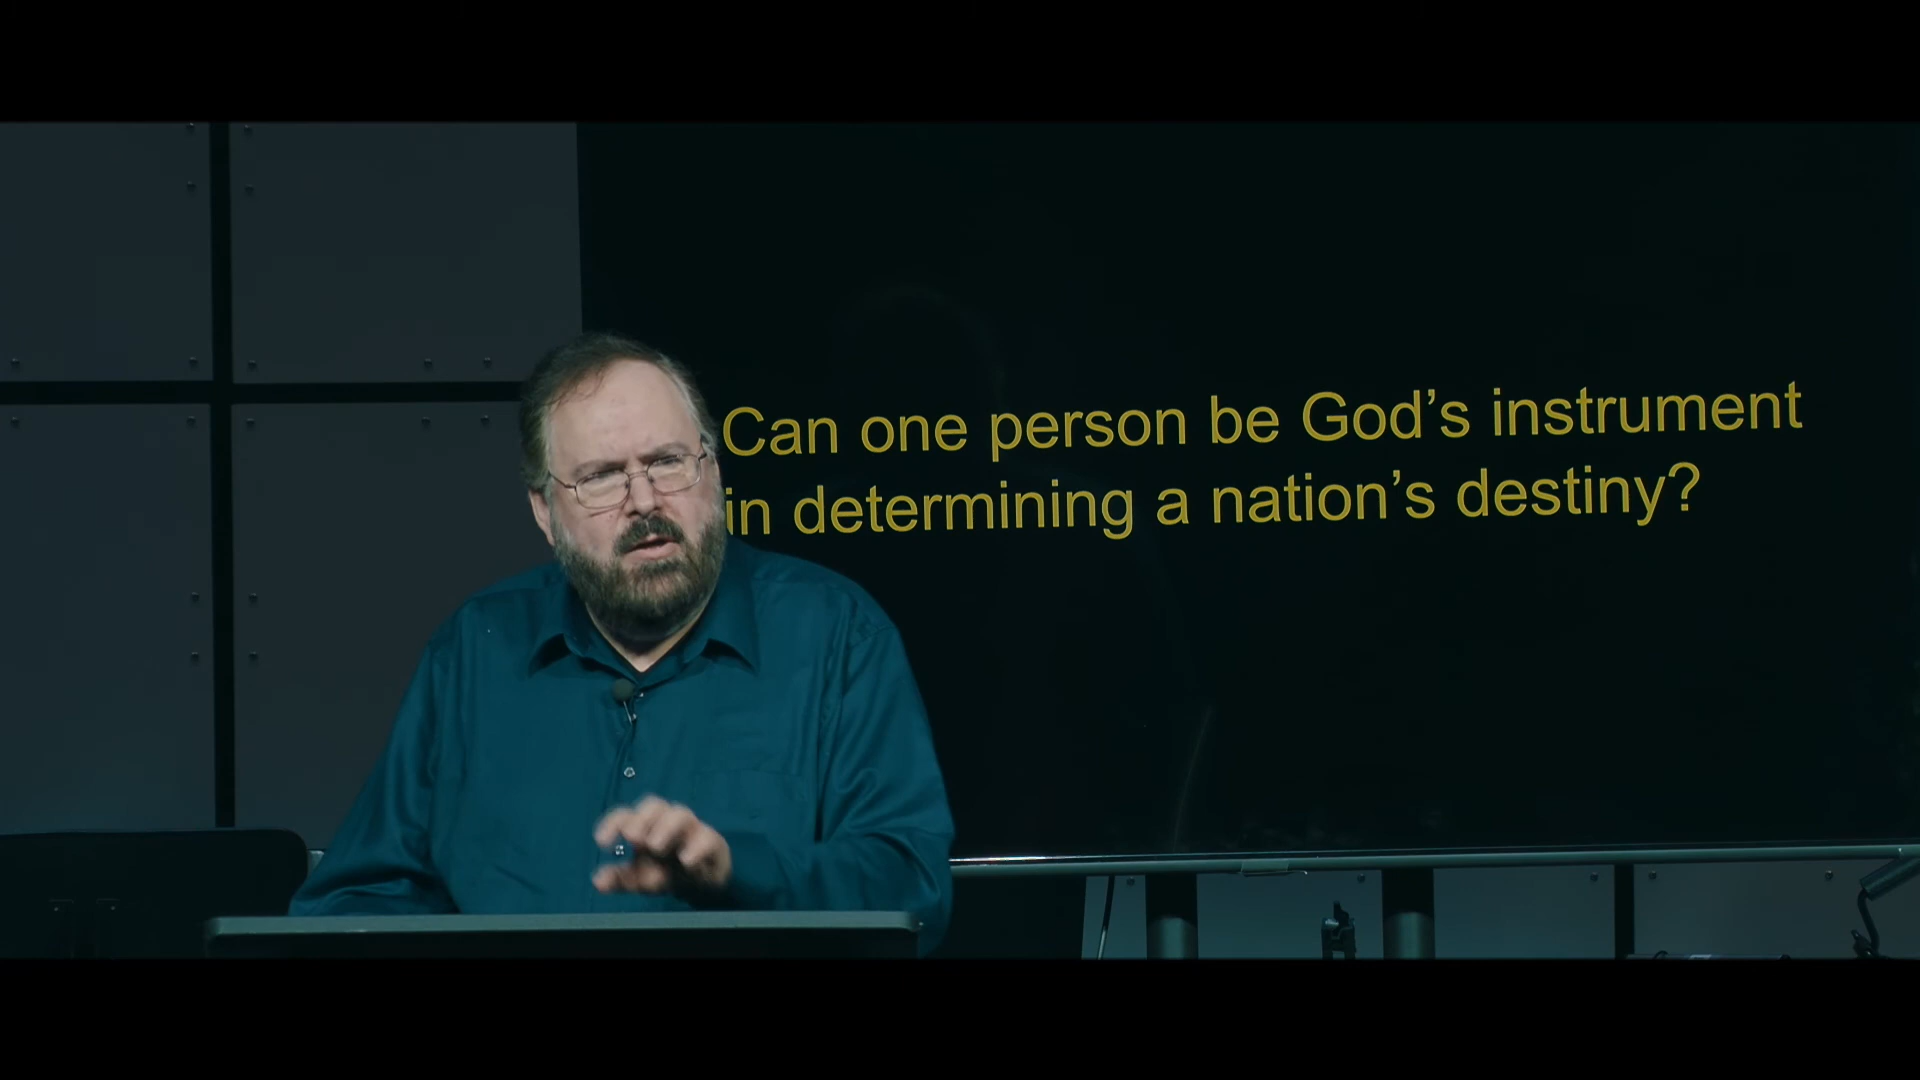 Can one person be God’s instrument
in determining a nation’s destiny?